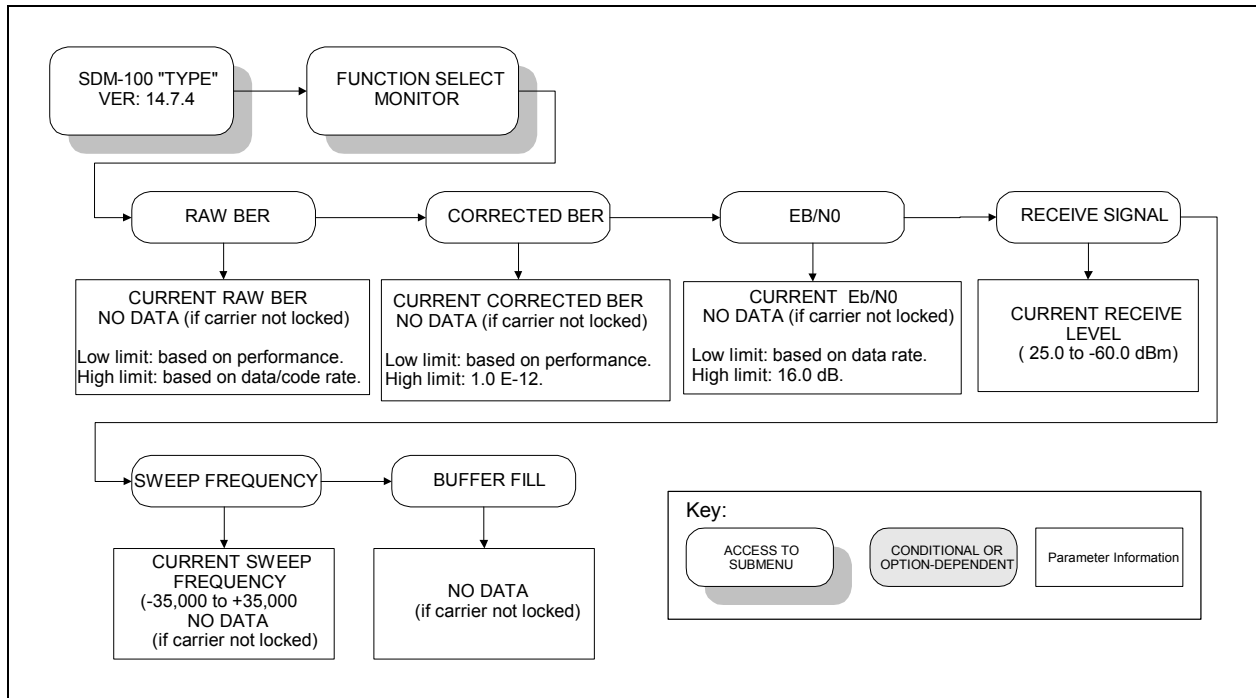 SDM-100 "TYPE"
VER: 14.7.4
FUNCTION SELECT
MONITOR
RAW BER
CORRECTED BER
EB/N0
RECEIVE SIGNAL
CURRENT RAW BER
NO DATA (if carrier not locked)
Low limit: based on performance.
High limit: based on data/code rate.
CURRENT CORRECTED BER
NO DATA (if carrier not locked)
Low limit: based on performance.
High limit: 1.0 E-12.
CURRENT Eb/N0
NO DATA (if carrier not locked)
Low limit: based on data rate.
High limit: 16.0 dB.
CURRENT RECEIVE
LEVEL
( 25.0 to -60.0 dBm)
SWEEP FREQUENCY
BUFFER FILL
CURRENT SWEEP
FREQUENCY
(-35,000 to +35,000
NO DATA
(if carrier not locked)
NO DATA
(if carrier not locked)
Key:
ACCESS TO
SUBMENU
CONDITIONAL OR
OPTION-DEPENDENT
Parameter Information